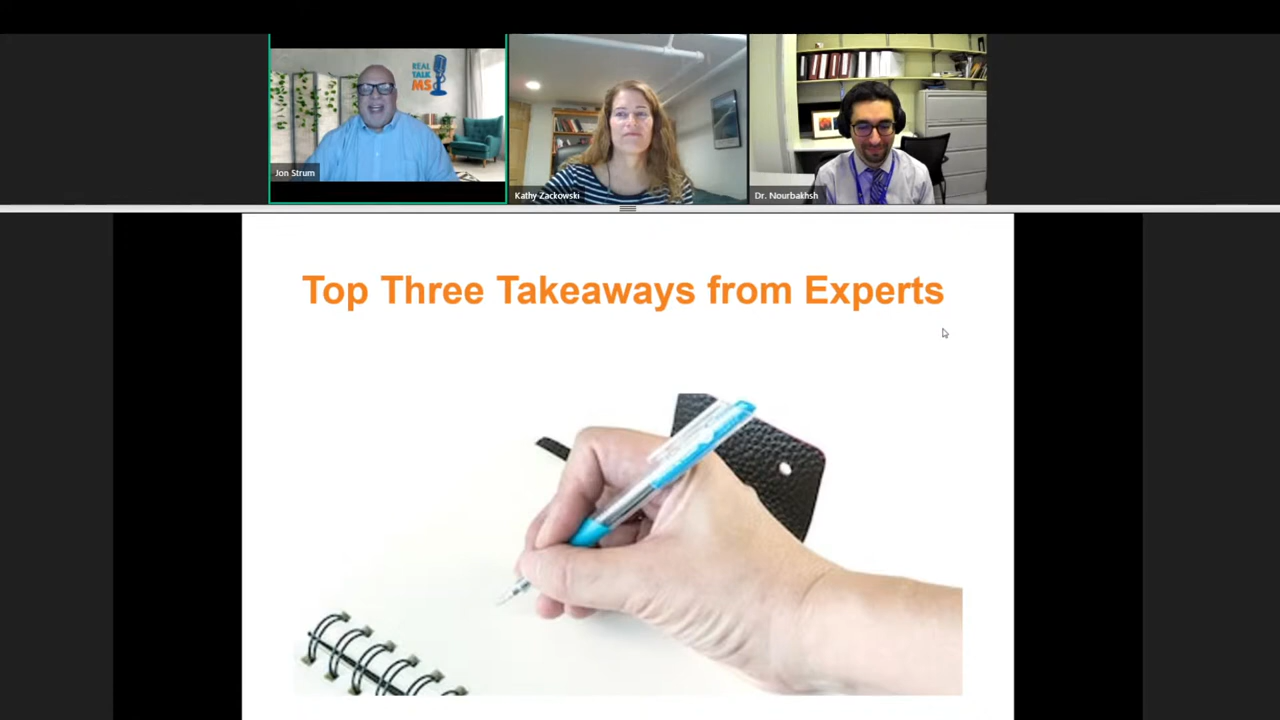 REAL
TALK
MS
Jon Strum
Kathy Zackowski
Dr. Nourbakhsh
Top Three Takeaways from Experts